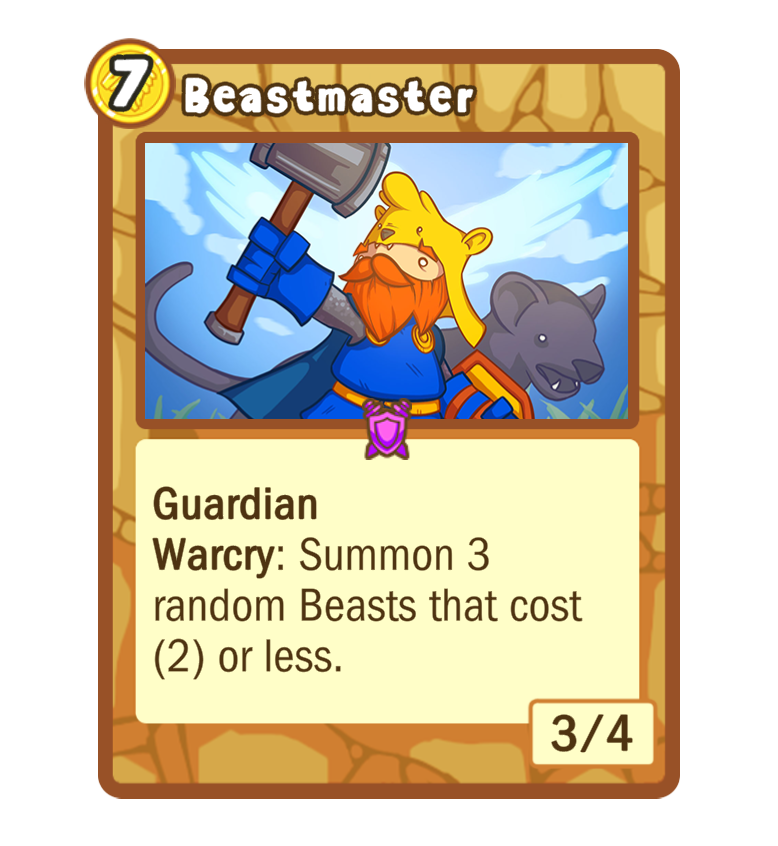 7
Beastmaster
Guardian
Warcry: Summon 3
random Beasts that cost
(2) or less.
3/4